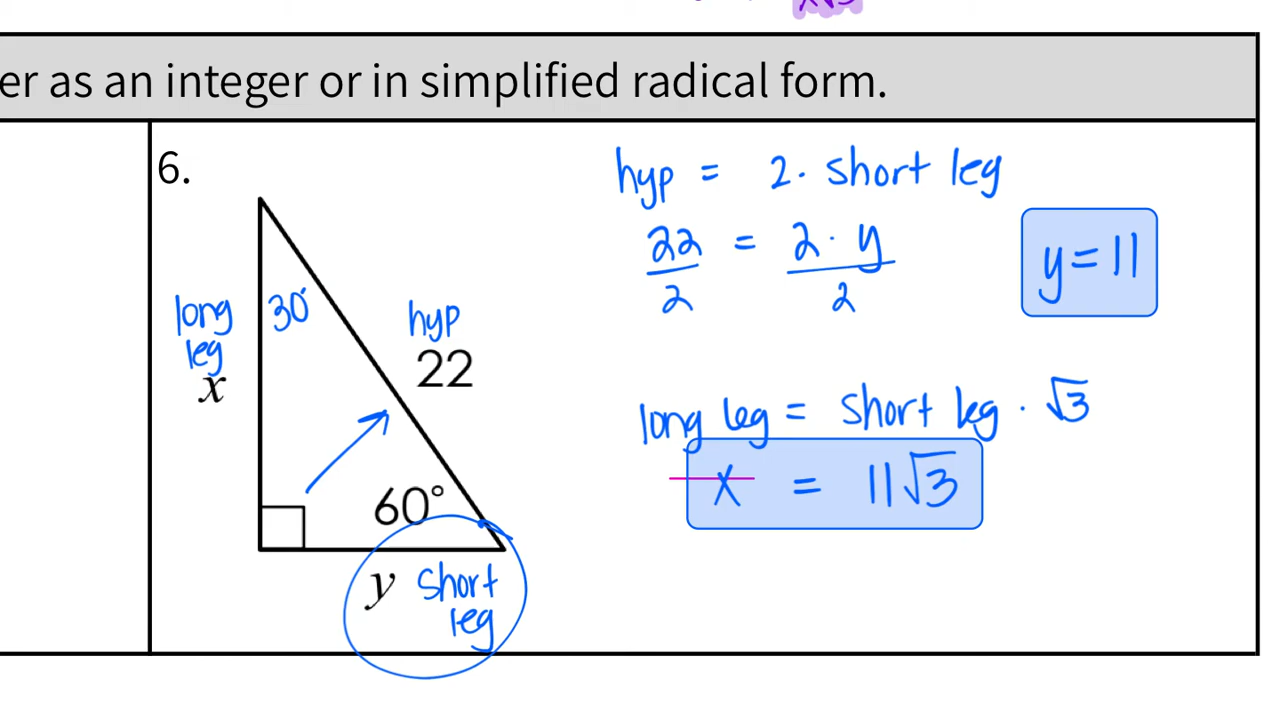 x√3
er as an integer or in simplified radical form.
6.
hyp = 2 · short leg
22 = 2 · y
2 2
y = 11
long
leg
x
30°
hyp
22
long leg = short leg · √3
x = 11√3
60°
y short
leg